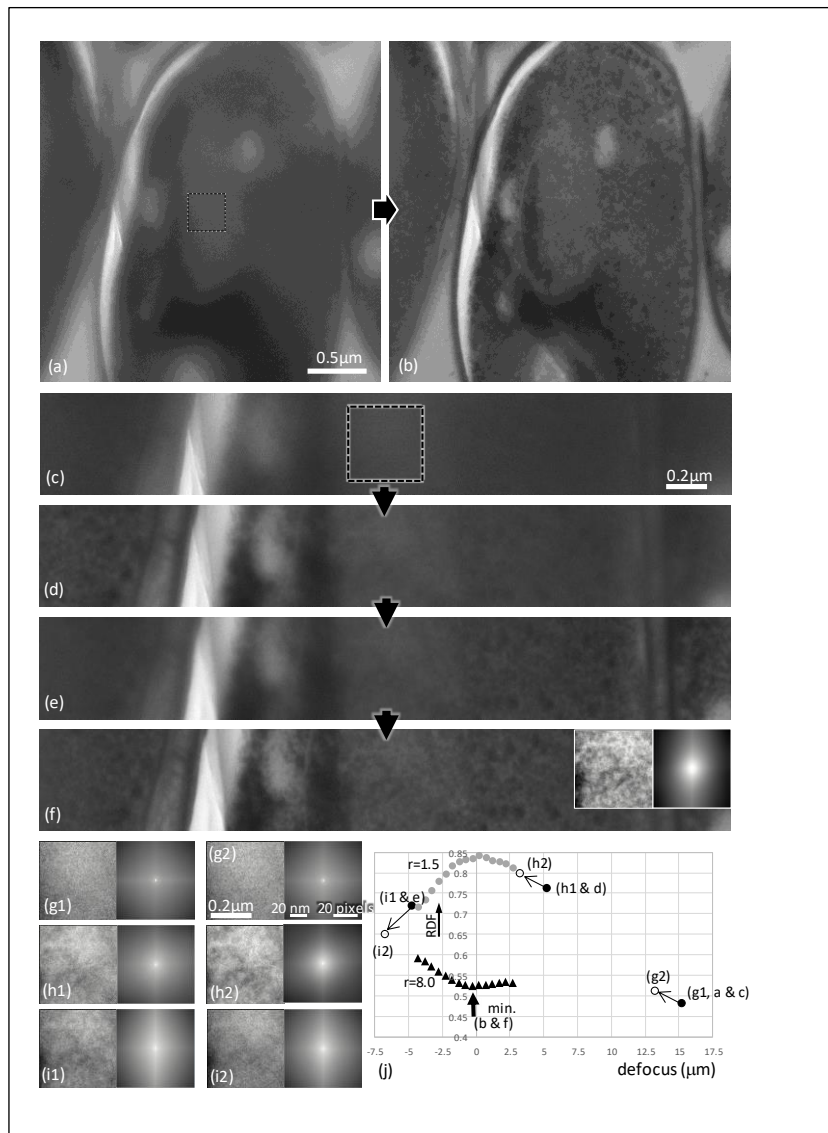 (a)
0.5μm
(b)
(c)
0.2μm
(d)
(e)
(f)
(g1)
(g2)
0.2μm
20 nm
20 pixels
(h1)
(h2)
(i1)
(i2)
0.85
0.8
0.75
0.7
0.65
0.6
0.55
0.5
0.45
0.4
r=1.5
(h2)
(i1 & e)
(h1 & d)
RDF
(i2)
r=8.0
(g2)
min.
(b & f)
(g1, a & c)
-7.5 -5 -2.5 0 2.5 5 7.5 10 12.5 15 17.5
(j)
defocus (μm)